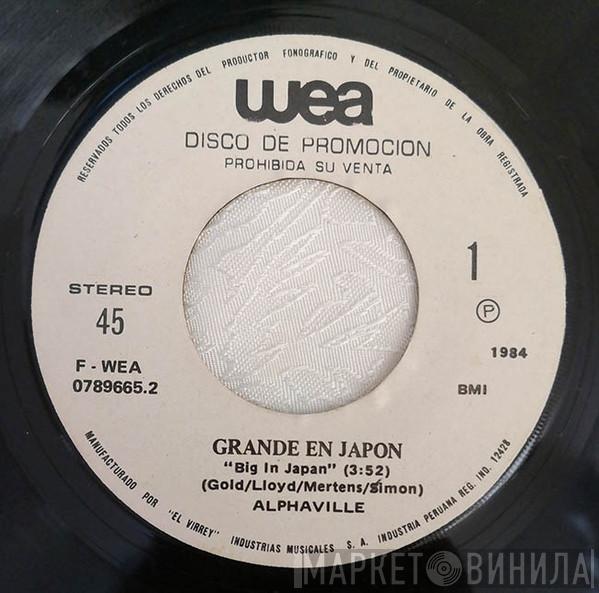 RESERVADOS TODOS LOS DERECHOS DEL PRODUCTOR FONOGRAFICO Y DEL PROPIETARIO DE LA OBRA REGISTRADA
wea
DISCO DE PROMOCION
PROHIBIDA SU VENTA
STEREO
45
1
Ⓟ
F - WEA
0789665.2
1984
BMI
GRANDE EN JAPON
"Big In Japan" (3:52)
(Gold/Lloyd/Mertens/Simon)
ALPHAVILLE
MANUFACTURADO POR "EL VIRREY" INDUSTRIAS MUSICALES S. A. INDUSTRIA PERUANA REG. IND. 12428
МАРКЕТ ВИНИЛА